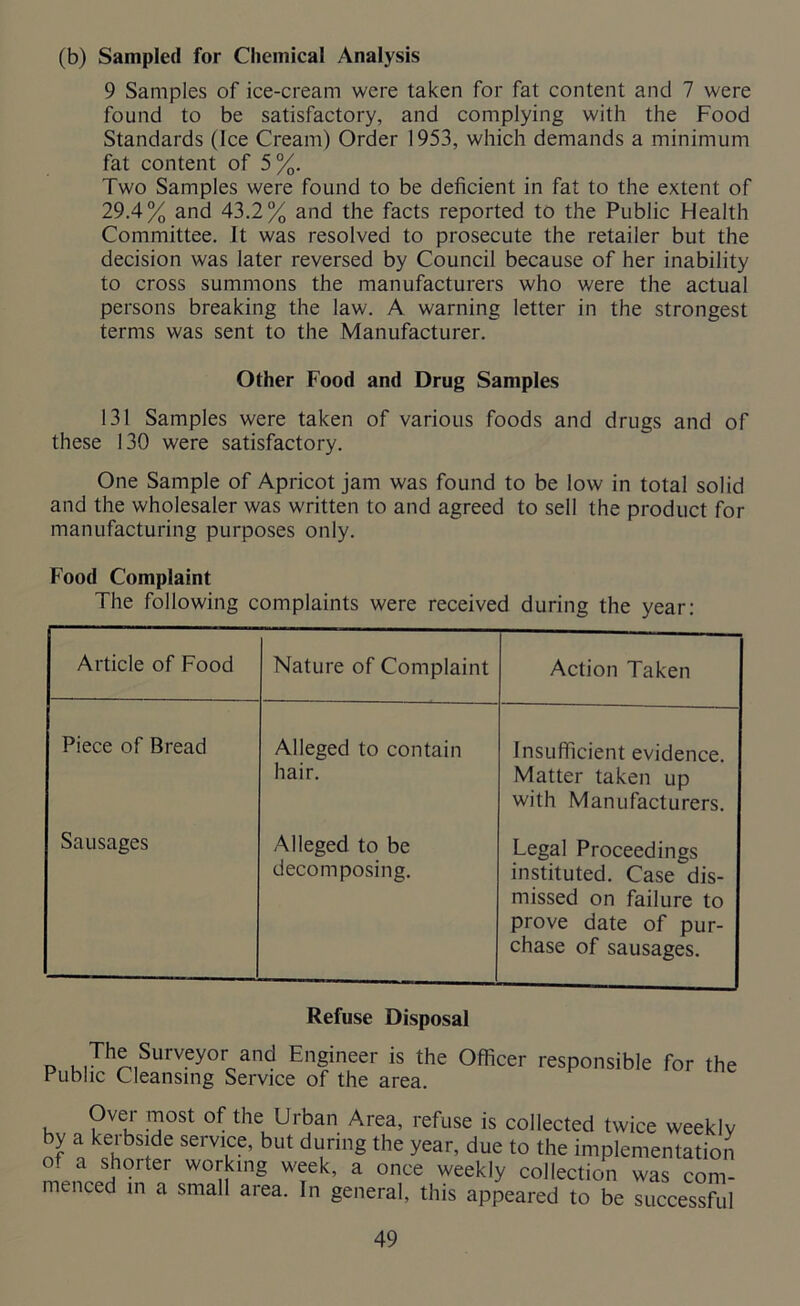 (b) Sampled for Chemical Analysis
9 Samples of ice-cream were taken for fat content and 7 were
found to be satisfactory, and complying with the Food
Standards (Ice Cream) Order 1953, which demands a minimum
fat content of 5%.
Two Samples were found to be deficient in fat to the extent of
29.4% and 43.2% and the facts reported to the Public Health
Committee. It was resolved to prosecute the retailer but the
decision was later reversed by Council because of her inability
to cross summons the manufacturers who were the actual
persons breaking the law. A warning letter in the strongest
terms was sent to the Manufacturer.
Other Food and Drug Samples
131 Samples were taken of various foods and drugs and of
these 130 were satisfactory.
One Sample of Apricot jam was found to be low in total solid
and the wholesaler was written to and agreed to sell the product for
manufacturing purposes only.
Food Complaint
The following complaints were received during the year:
Article of Food
Nature of Complaint
Action Taken
Piece of Bread
Alleged to contain
hair.
Insufficient evidence.
Matter taken up
with Manufacturers.
Sausages
Alleged to be
decomposing.
Legal Proceedings
instituted. Case dis-
missed on failure to
prove date of pur-
chase of sausages.
Refuse Disposal
The Surveyor and Engineer is the Officer responsible for the
Public Cleansing Service of the area.
Over most of the Urban Area, refuse is collected twice weekly
by a kerbside service, but during the year, due to the implementation
of a shorter working week, a once weekly collection was com-
menced in a small area. In general, this appeared to be successful
49